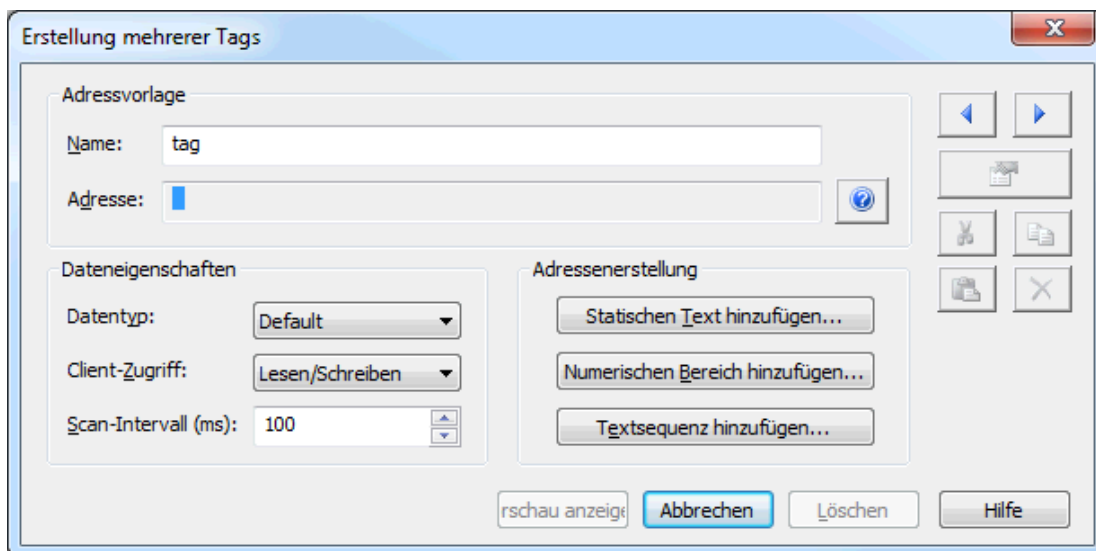 Erstellung mehrerer Tags
Adressvorlage
Name: tag
Adresse:
Dateneigenschaften
Datentyp: Default
Client-Zugriff: Lesen/Schreiben
Scan-Intervall (ms): 100
Adressenerstellung
Statischen Text hinzufügen...
Numerischen Bereich hinzufügen...
Textsequenz hinzufügen...
rschau anzeige
Abbrechen
Löschen
Hilfe